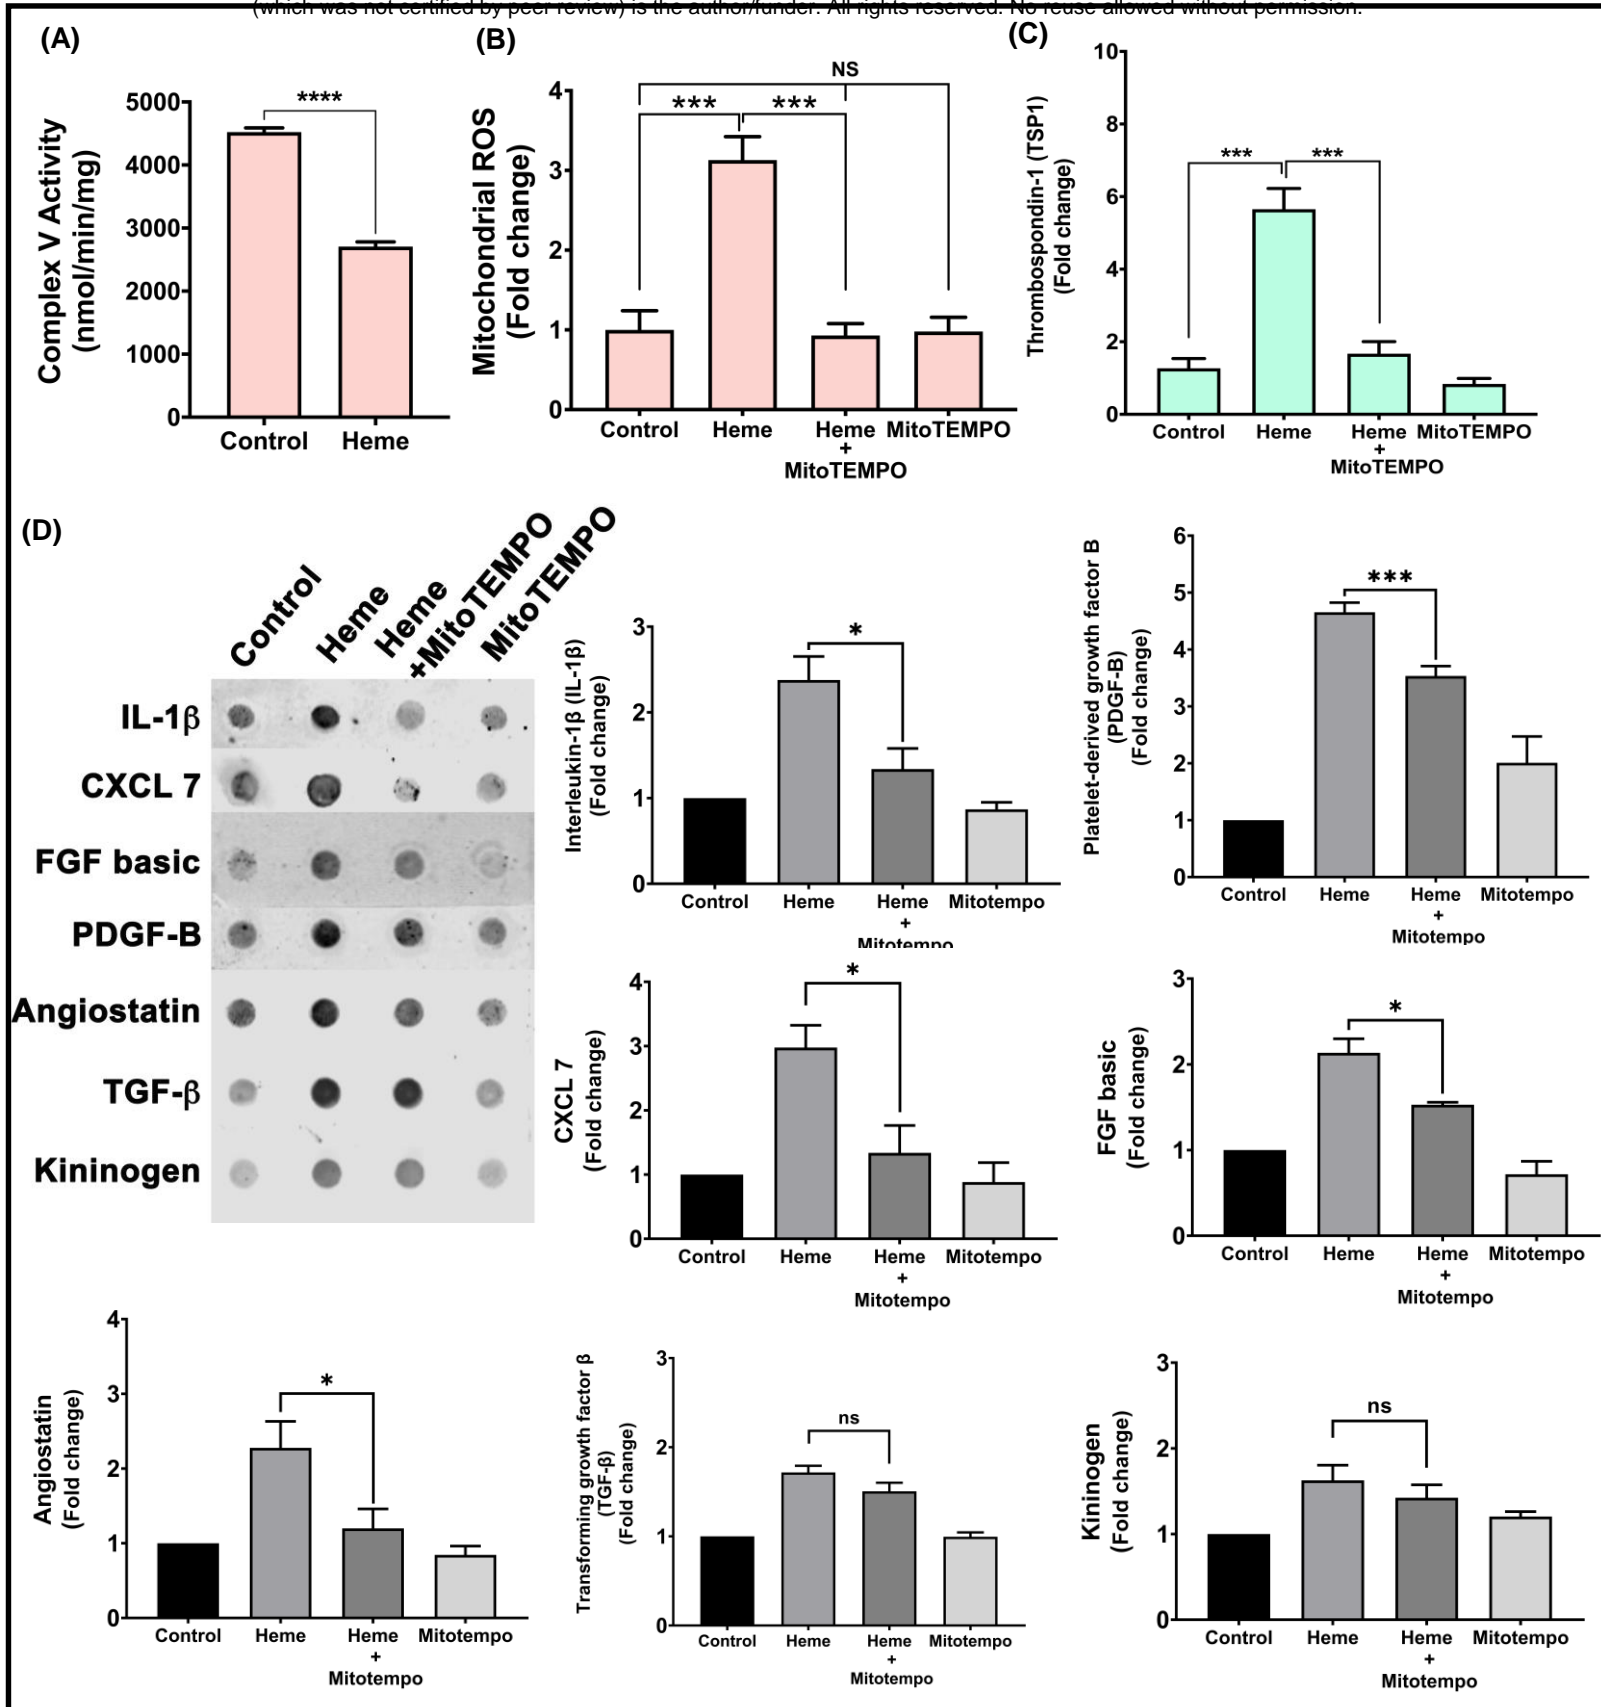 (which was not certified by peer review) is the author/funder. All rights reserved. No reuse allowed without permission.
(A)
Complex V Activity
(nmol/min/mg)
5000
4000
3000
2000
1000
0
****
Control Heme
(B)
Mitochondrial ROS
(Fold change)
4
3
2
1
0
NS
*** ***
Control Heme Heme MitoTEMPO
+
MitoTEMPO
(C)
Thrombospondin-1 (TSP1)
(Fold change)
10
8
6
4
2
0
*** ***
Control Heme Heme MitoTEMPO
+
MitoTEMPO
(D)
Control
Heme
Heme
+MitoTEMPO
MitoTEMPO
IL-1β
CXCL 7
FGF basic
PDGF-B
Angiostatin
TGF-β
Kininogen
Interleukin-1β (IL-1β)
(Fold change)
3
2
1
0
*
Control Heme Heme Mitotempo
+
Mitotempo
Platelet-derived growth factor B
(PDGF-B)
(Fold change)
6
5
4
3
2
1
0
***
Control Heme Heme Mitotempo
+
Mitotempo
CXCL 7
(Fold change)
4
3
2
1
0
*
Control Heme Heme Mitotempo
+
Mitotempo
FGF basic
(Fold change)
3
2
1
0
*
Control Heme Heme Mitotempo
+
Mitotempo
Angiostatin
(Fold change)
4
3
2
1
0
*
Control Heme Heme Mitotempo
+
Mitotempo
Transforming growth factor β
(TGF-β)
(Fold change)
3
2
1
0
ns
Control Heme Heme Mitotempo
+
Mitotempo
Kininogen
(Fold change)
3
2
1
0
ns
Control Heme Heme Mitotempo
+
Mitotempo